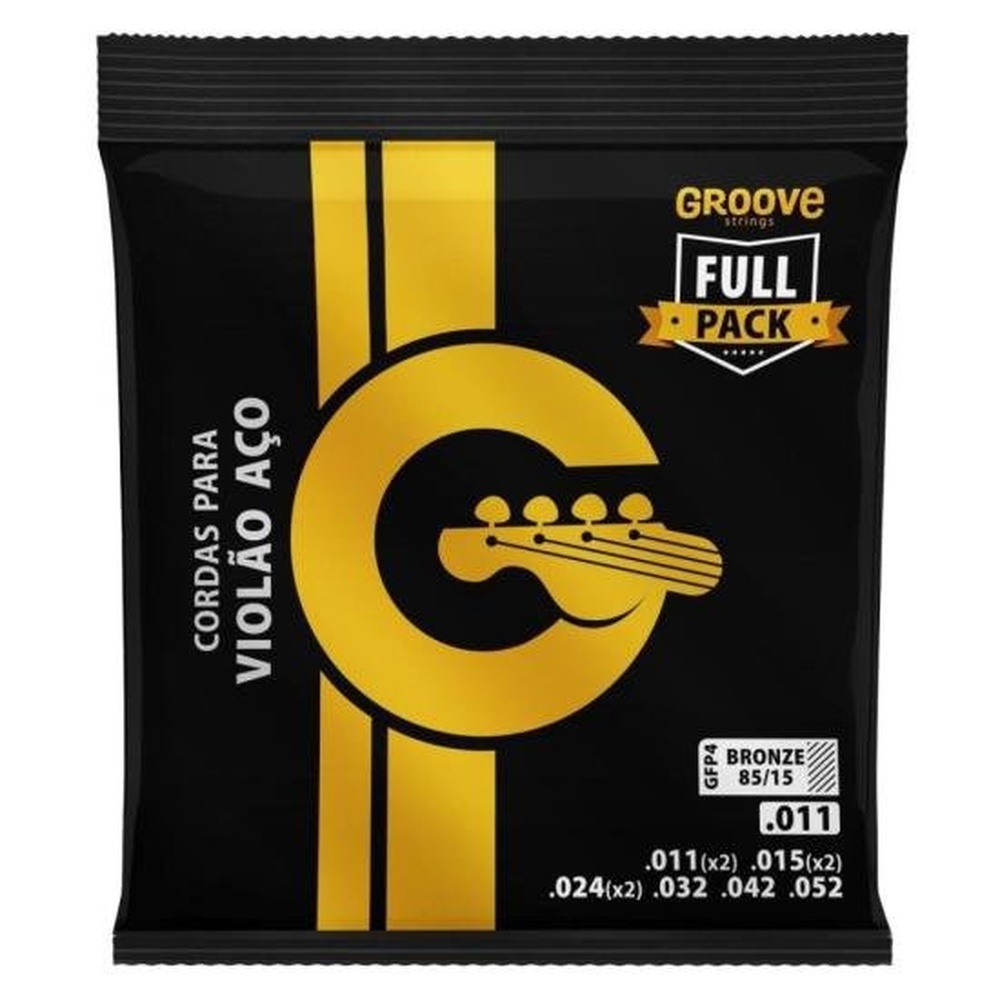 GROOVe
strings
FULL
PACK
CORDAS PARA
VIOLÃO AÇO
GFP4
BRONZE
85/15
.011
.011(x2) .015(x2)
.024(x2) .032 .042 .052